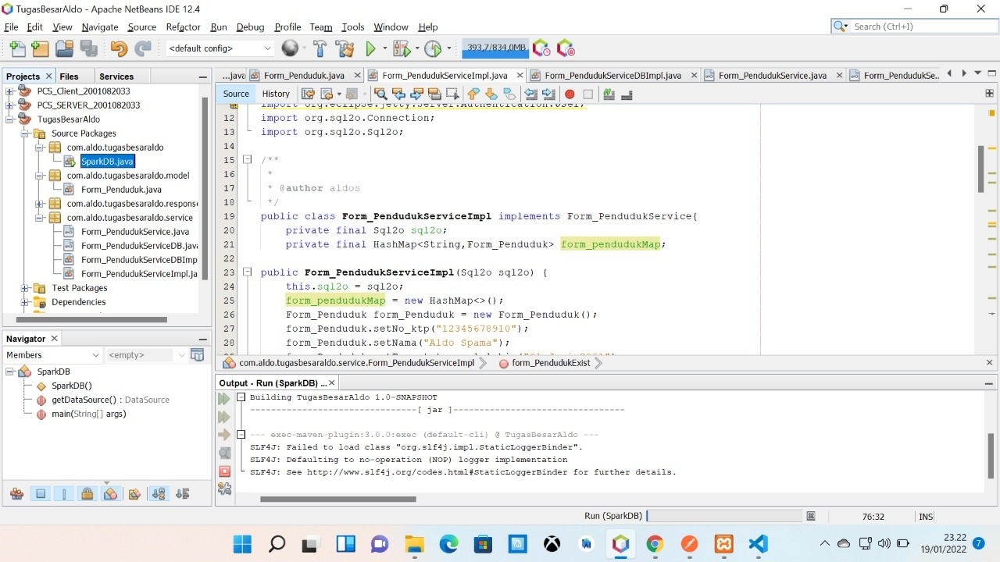 TugasBesarAldo - Apache NetBeans IDE 12.4
File Edit View Navigate Source Refactor Run Debug Profile Team Tools Window Help
Search (Ctrl+I)
<default config>
393,7/834,0MB
Projects Files Services
...java Form_Penduduk.java Form_PendudukServiceImpl.java Form_PendudukServiceDBImpl.java Form_PendudukService.java Form_PendudukSe...
Source History
PCS_Client_2001082033
PCS_SERVER_2001082033
TugasBesarAldo
Source Packages
com.aldo.tugasbesaraldo
SparkDB.java
com.aldo.tugasbesaraldo.model
Form_Penduduk.java
com.aldo.tugasbesaraldo.respons
com.aldo.tugasbesaraldo.service
Form_PendudukService.java
Form_PendudukServiceDB.java
Form_PendudukServiceDBImp
Form_PendudukServiceImpl.ja
Test Packages
Dependencies
import org.eclipse.jetty.server.Authentication.User;
12 import org.sql2o.Connection;
13 import org.sql2o.Sql2o;
14
15 /**
16 *
17 * @author aldos
18 */
19 public class Form_PendudukServiceImpl implements Form_PendudukService{
20 private final Sql2o sql2o;
21 private final HashMap<String,Form_Penduduk> form_pendudukMap;
22
23 public Form_PendudukServiceImpl(Sql2o sql2o) {
24 this.sql2o = sql2o;
25 form_pendudukMap = new HashMap<>();
26 Form_Penduduk form_Penduduk = new Form_Penduduk();
27 form_Penduduk.setNo_ktp("12345678910");
28 form_Penduduk.setNama("Aldo Spama");
com.aldo.tugasbesaraldo.service.Form_PendudukServiceImpl form_PendudukExist
Navigator
Members <empty>
SparkDB
SparkDB()
getDataSource() : DataSource
main(String[] args)
Output - Run (SparkDB) ...
Building TugasBesarAldo 1.0-SNAPSHOT
--------------------------------[ jar ]---------------------------------
--- exec-maven-plugin:3.0.0:exec (default-cli) @ TugasBesarAldo ---
SLF4J: Failed to load class "org.slf4j.impl.StaticLoggerBinder".
SLF4J: Defaulting to no-operation (NOP) logger implementation
SLF4J: See http://www.slf4j.org/codes.html#StaticLoggerBinder for further details.
Run (SparkDB) 76:32 INS
23.22
19/01/2022
7